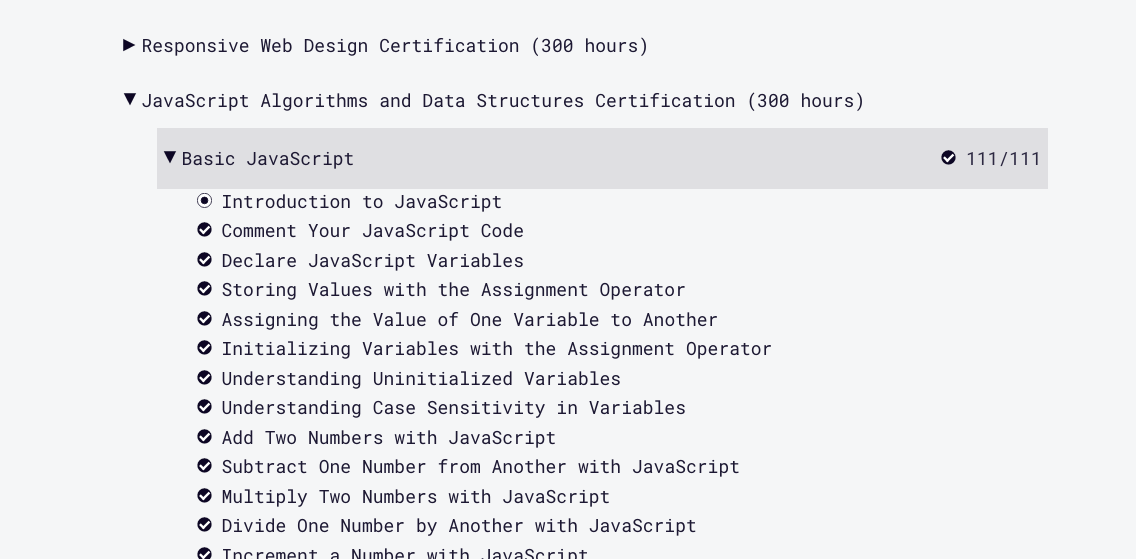 Responsive Web Design Certification (300 hours)
JavaScript Algorithms and Data Structures Certification (300 hours)
Basic JavaScript 111/111
Introduction to JavaScript
Comment Your JavaScript Code
Declare JavaScript Variables
Storing Values with the Assignment Operator
Assigning the Value of One Variable to Another
Initializing Variables with the Assignment Operator
Understanding Uninitialized Variables
Understanding Case Sensitivity in Variables
Add Two Numbers with JavaScript
Subtract One Number from Another with JavaScript
Multiply Two Numbers with JavaScript
Divide One Number by Another with JavaScript
Increment a Number with JavaScript